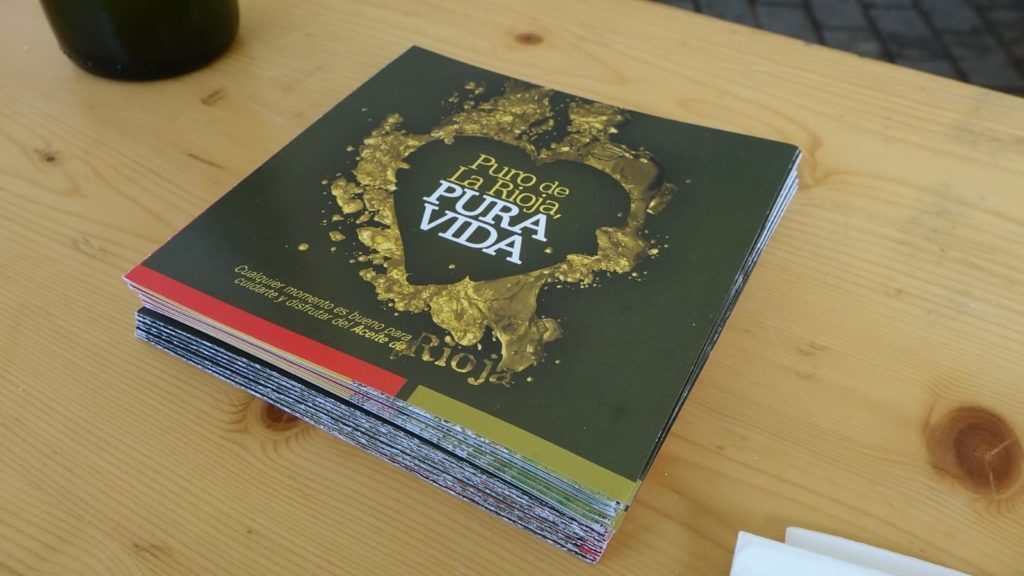 Puro de
La Rioja,
PURA
VIDA
Cualquier momento es bueno para
cuidarte y disfrutar del Aceite de
Rioja